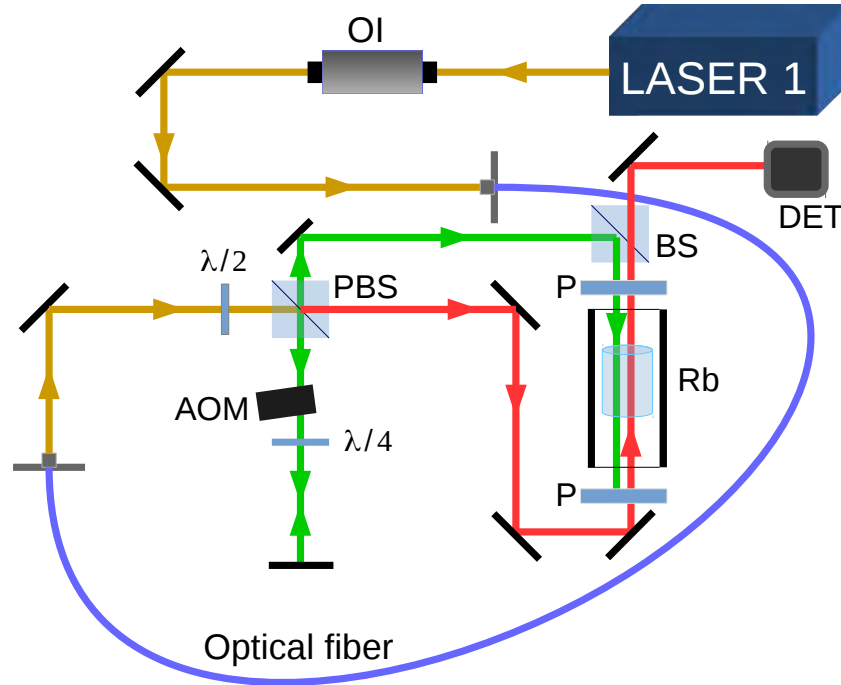 OI
LASER 1
DET
BS
λ/2
PBS
P
Rb
AOM
λ/4
P
Optical fiber